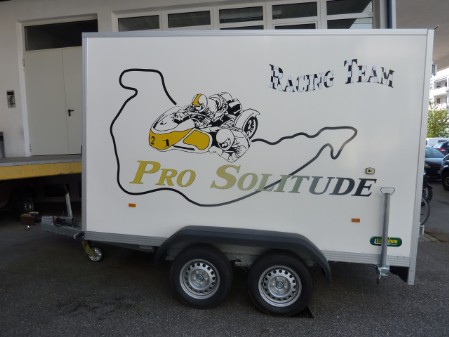 RACING TEAM
PRO SOLITUDE